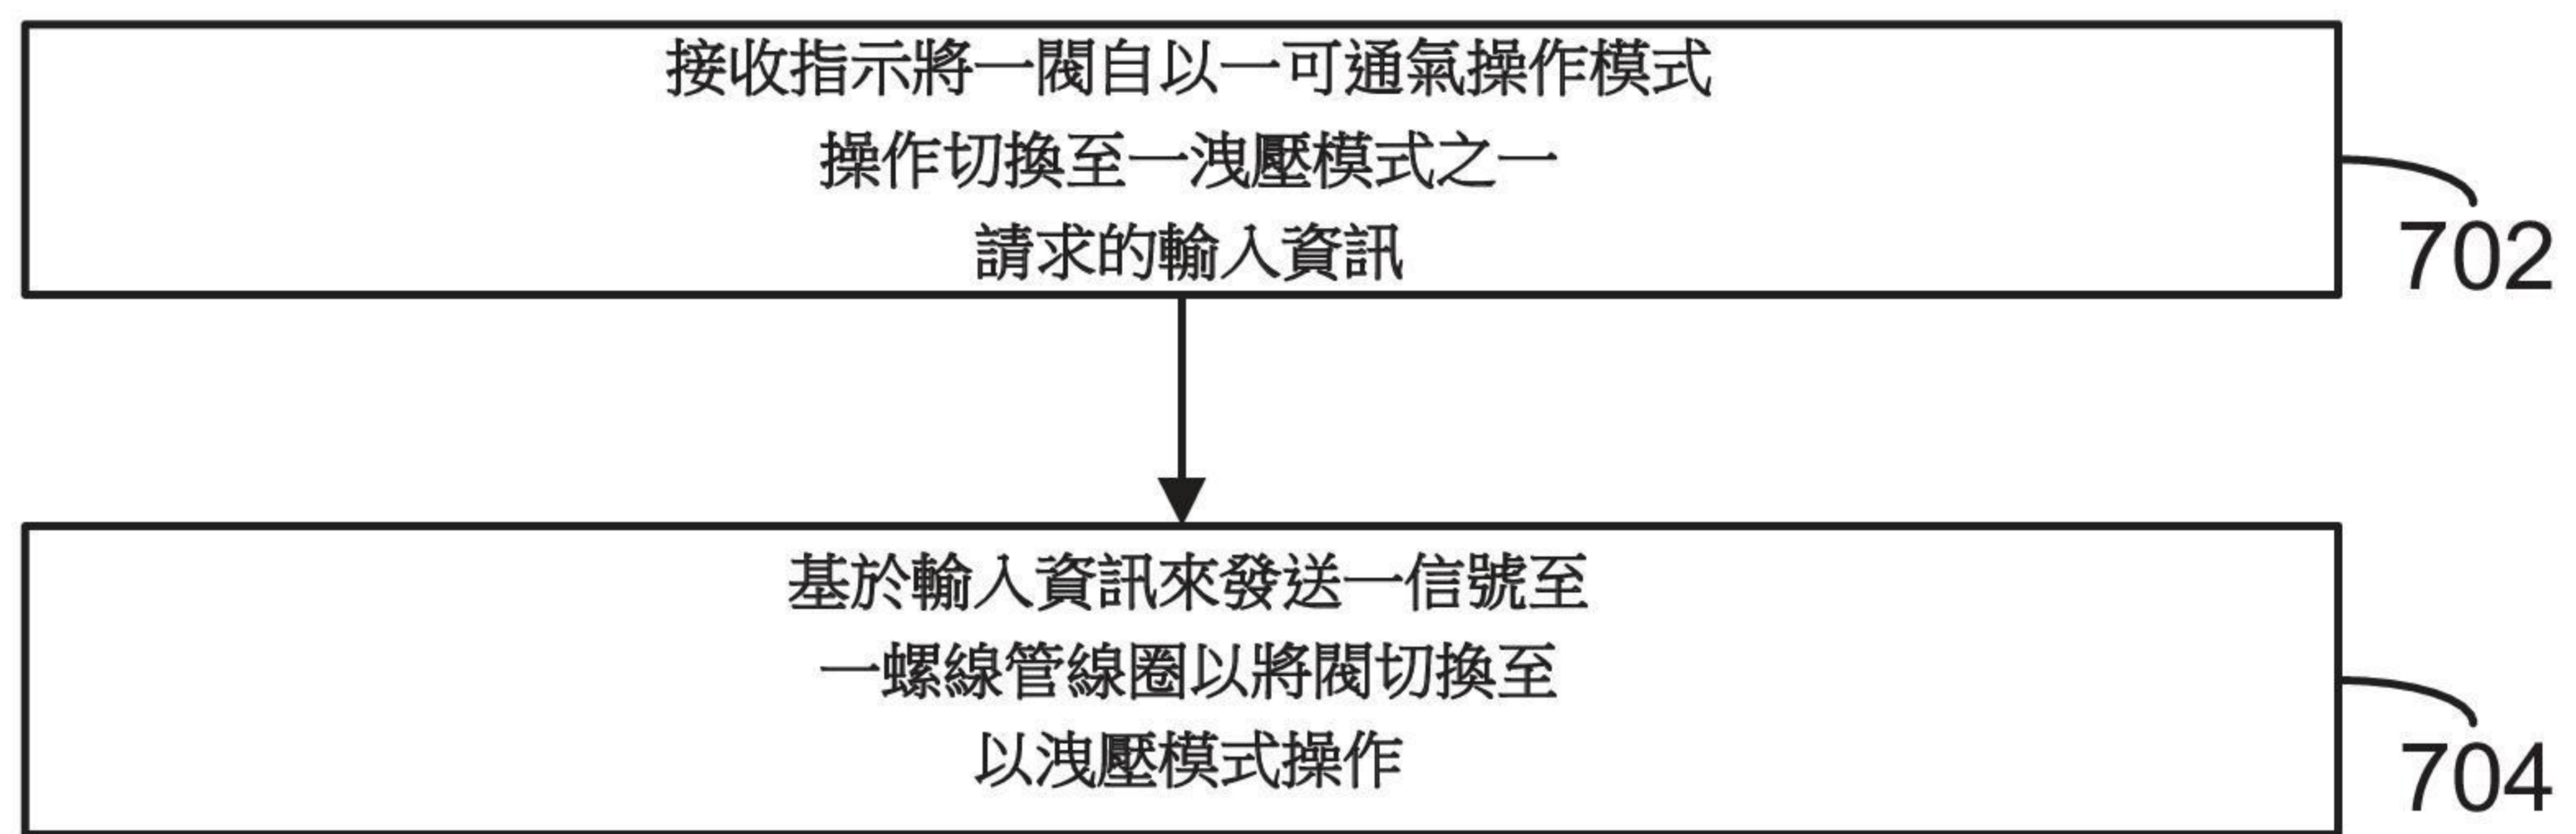 接收指示將一閥自以一可通氣操作模式
操作切換至一洩壓模式之一
請求的輸入資訊
702
基於輸入資訊來發送一信號至
一螺線管線圈以將閥切換至
以洩壓模式操作
704